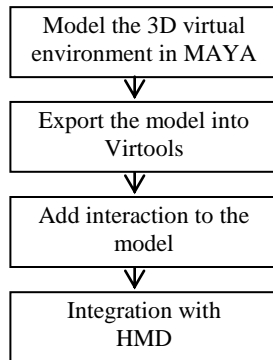 Model the 3D virtual
environment in MAYA
Export the model into
Virtools
Add interaction to the
model
Integration with
HMD